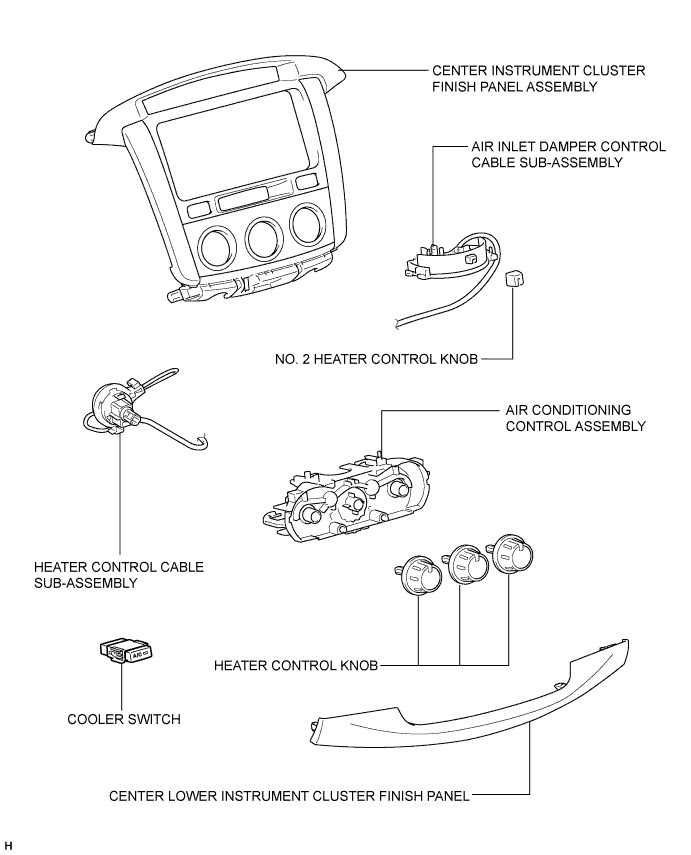 CENTER INSTRUMENT CLUSTER
FINISH PANEL ASSEMBLY
AIR INLET DAMPER CONTROL
CABLE SUB-ASSEMBLY
NO. 2 HEATER CONTROL KNOB
AIR CONDITIONING
CONTROL ASSEMBLY
HEATER CONTROL CABLE
SUB-ASSEMBLY
A/C
HEATER CONTROL KNOB
COOLER SWITCH
CENTER LOWER INSTRUMENT CLUSTER FINISH PANEL
H